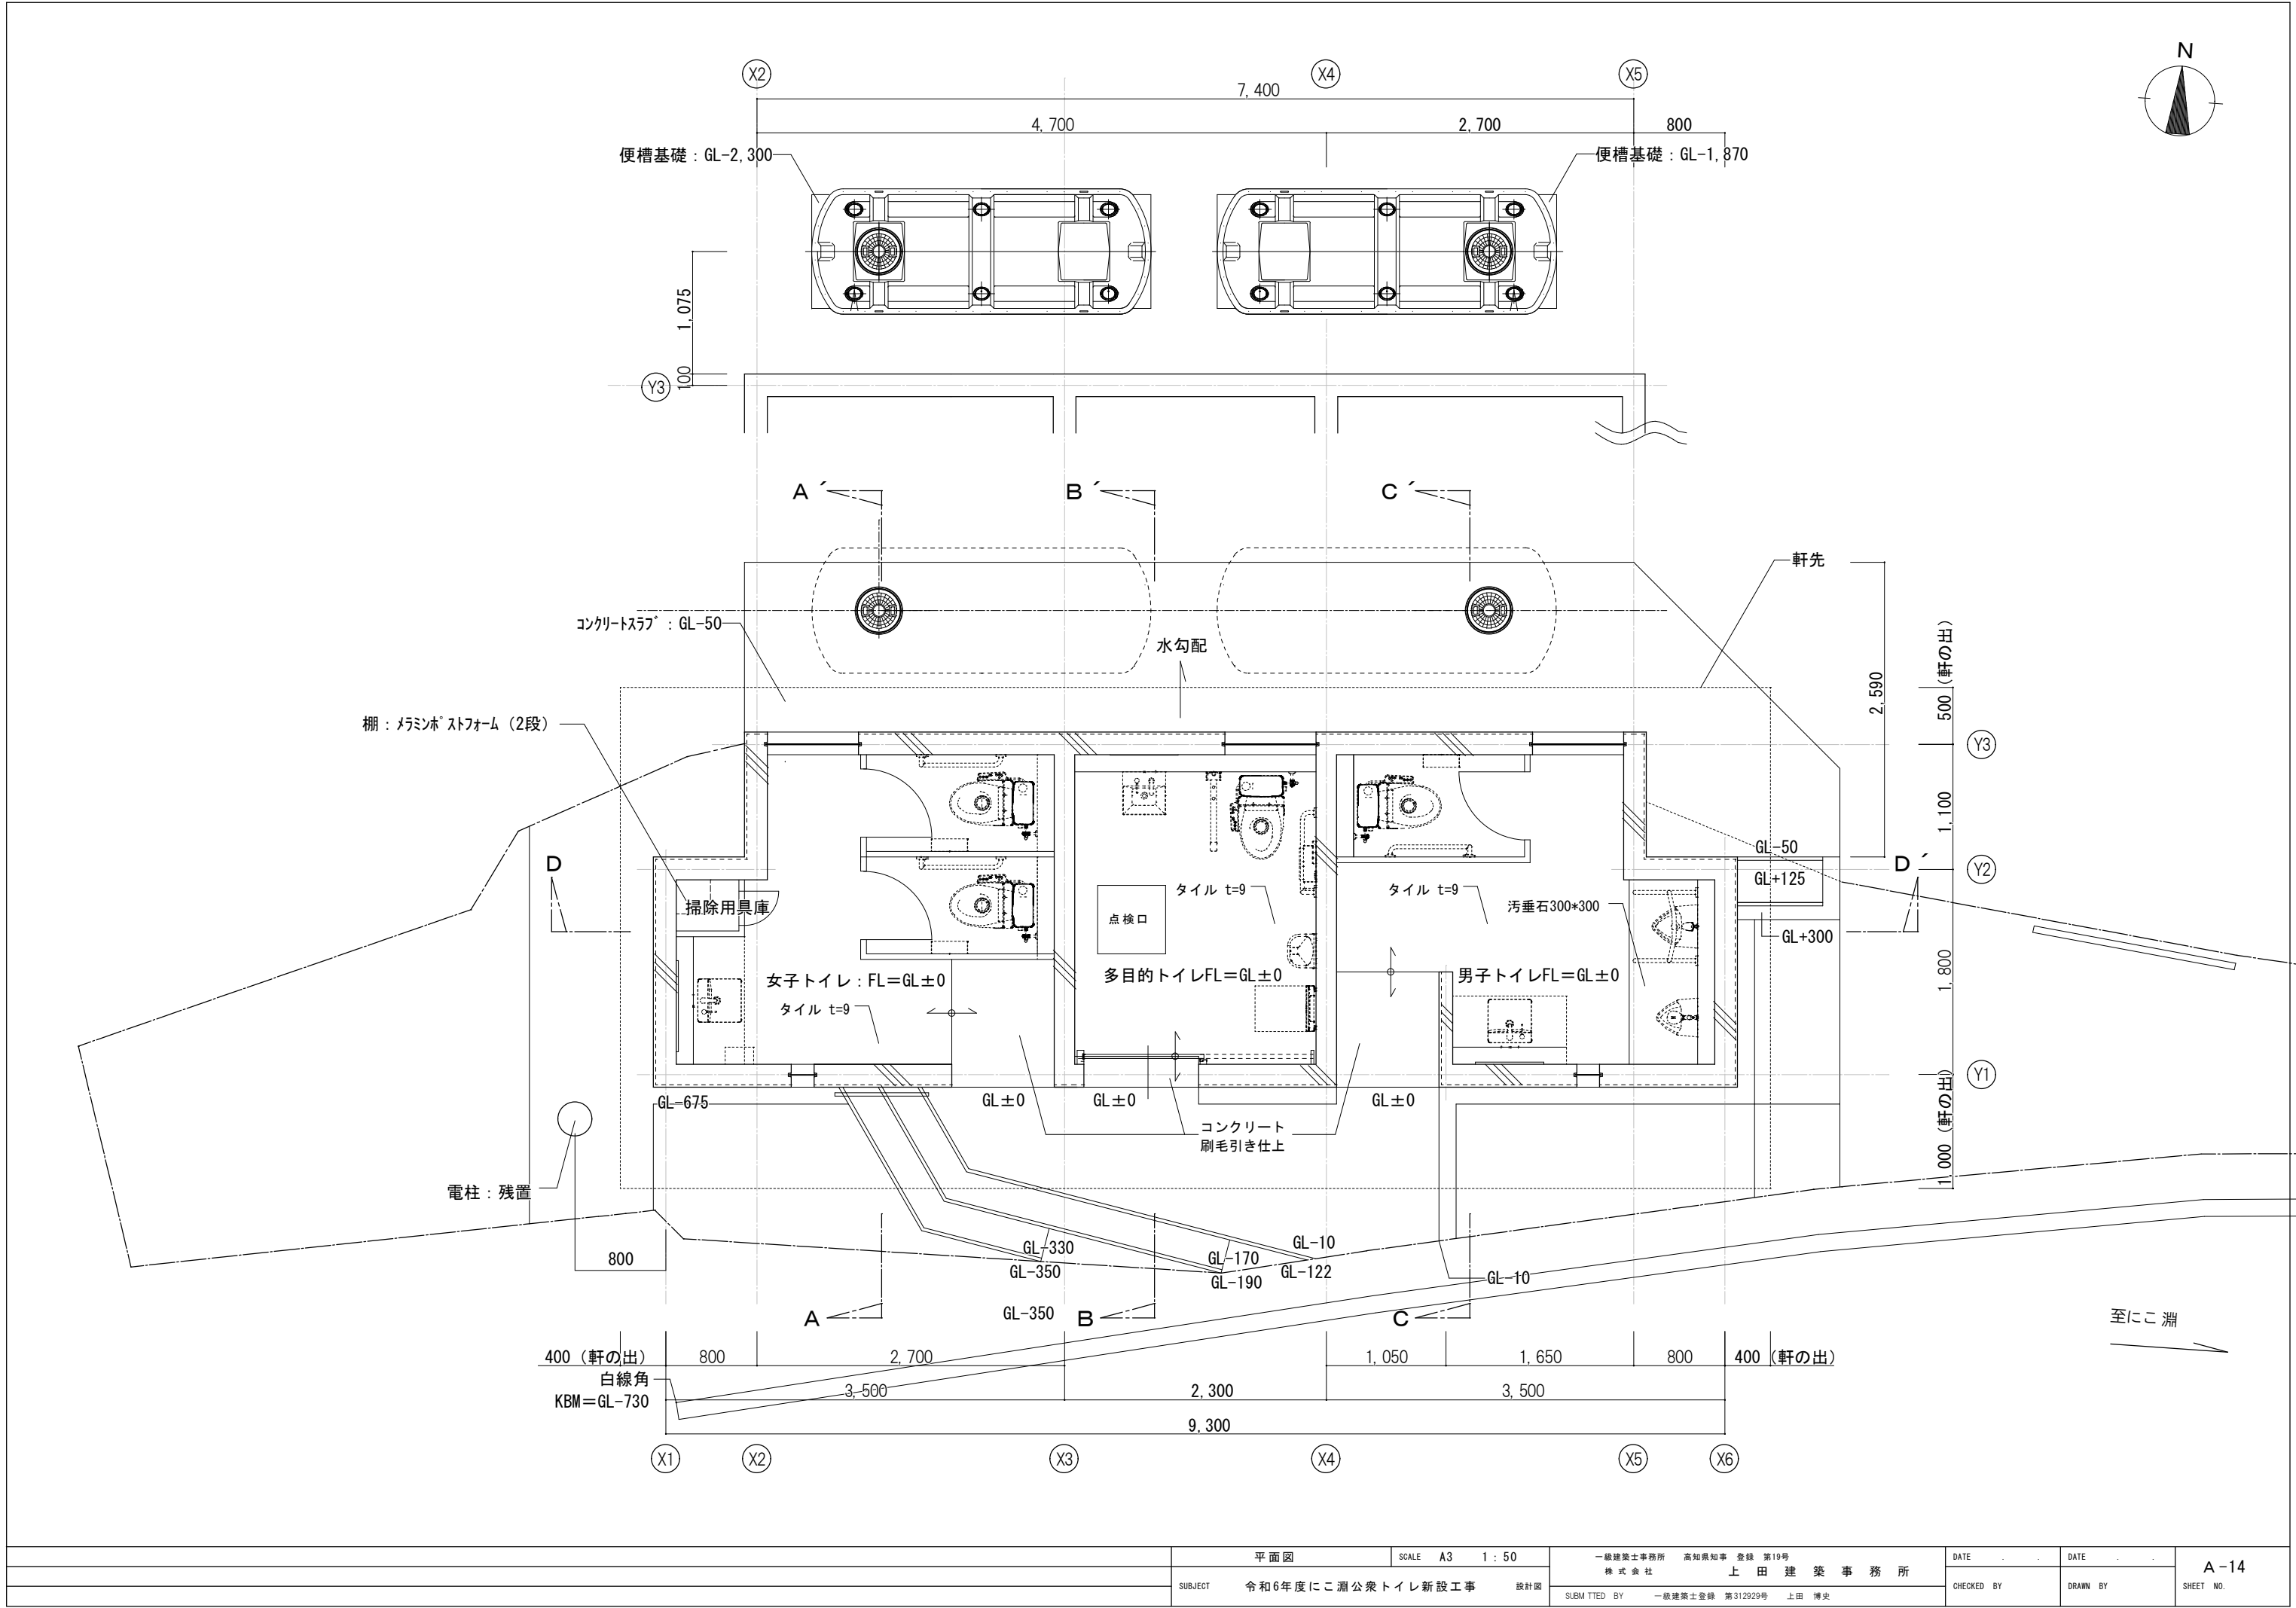 N
X2
X4
X5
7,400
4,700
2,700
800
便槽基礎：GL-2,300
便槽基礎：GL-1,870
1,075
100
Y3
A´
B´
C´
軒先
コンクリートスラブ：GL-50
水勾配
2,590
500（軒の出）
棚：メラミンポストフォーム（2段）
Y3
1,100
D
GL-50
D´
Y2
GL+125
掃除用具庫
タイル t=9
タイル t=9
点検口
汚垂石300*300
GL+300
1,800
女子トイレ：FL＝GL±0
多目的トイレFL＝GL±0
男子トイレFL＝GL±0
タイル t=9
Y1
GL-675
GL±0
GL±0
GL±0
コンクリート
刷毛引き仕上
1,000（軒の出）
電柱：残置
800
GL-330
GL-350
GL-170
GL-190
GL-10
GL-122
GL-10
GL-350
A
B
C
至にこ淵
400（軒の出）
800
2,700
1,050
1,650
800
400（軒の出）
白線角
KBM＝GL-730
3,500
2,300
3,500
9,300
X1
X2
X3
X4
X5
X6
平面図
SCALE A3 1：50
SUBJECT 令和6年度にこ淵公衆トイレ新設工事 設計図
一級建築士事務所 高知県知事 登録 第19号
株式会社 上田建築事務所
SUBM TTED BY 一級建築士登録 第312929号 上田 博史
DATE . .
DATE . .
CHECKED BY
DRAWN BY
A-14
SHEET NO.